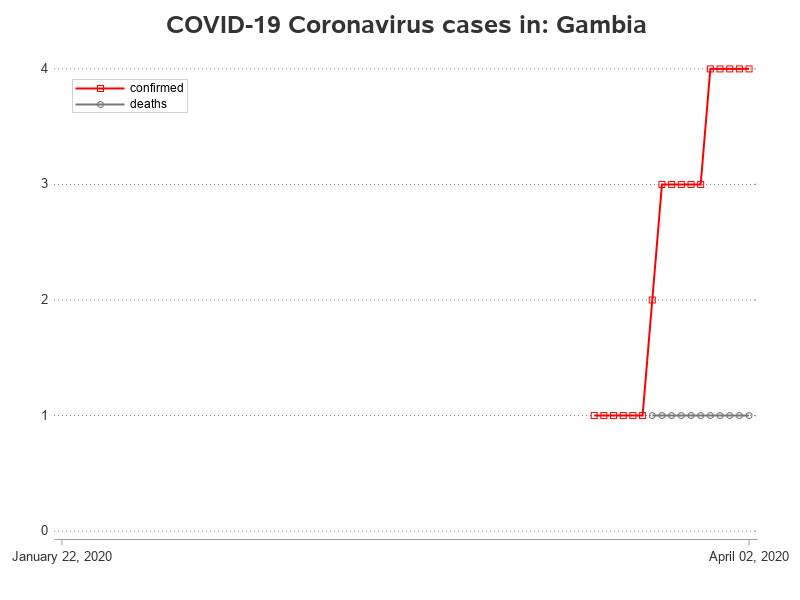 COVID-19 Coronavirus cases in: Gambia
4
confirmed
deaths
3
2
1
0
January 22, 2020
April 02, 2020